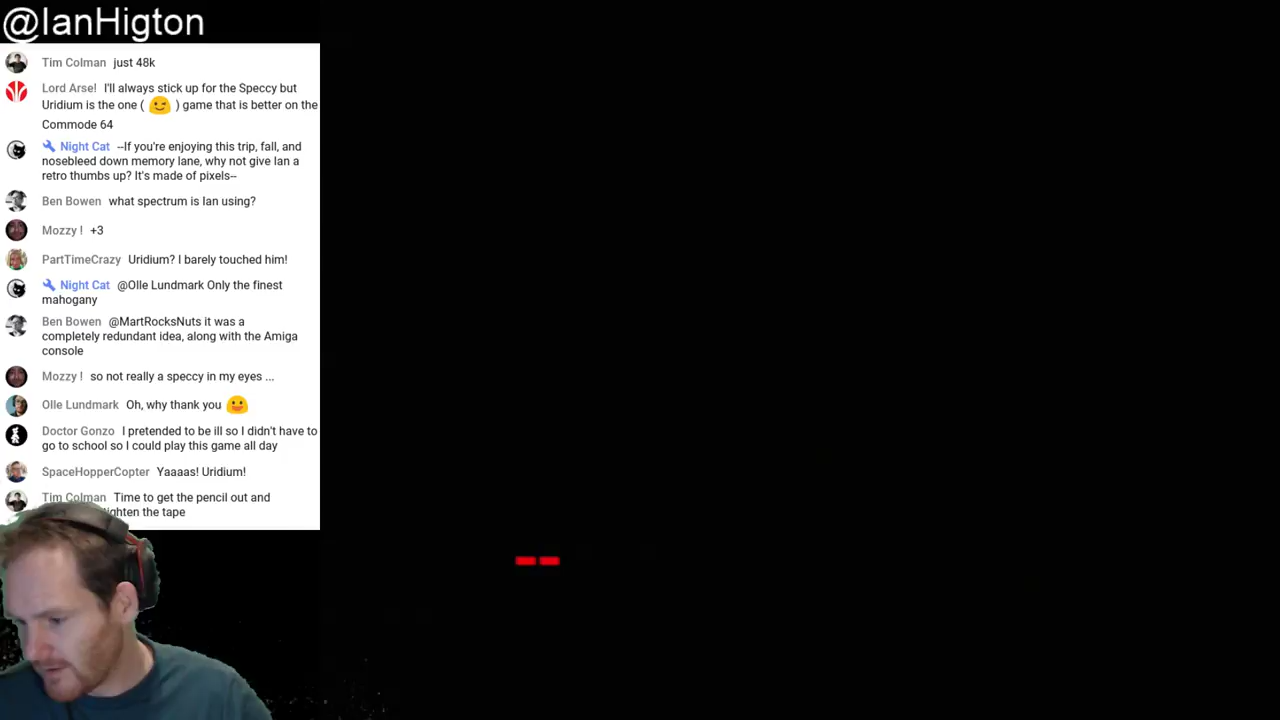 @IanHigton
Tim Colman just 48k
Lord Arse! I'll always stick up for the Speccy but
Uridium is the one ( 😉 ) game that is better on the
Commode 64
Night Cat --If you're enjoying this trip, fall, and
nosebleed down memory lane, why not give Ian a
retro thumbs up? It's made of pixels--
Ben Bowen what spectrum is Ian using?
Mozzy ! +3
PartTimeCrazy Uridium? I barely touched him!
Night Cat @Olle Lundmark Only the finest
mahogany
Ben Bowen @MartRocksNuts it was a
completely redundant idea, along with the Amiga
console
Mozzy ! so not really a speccy in my eyes ...
Olle Lundmark Oh, why thank you 😀
Doctor Gonzo I pretended to be ill so I didn't have to
go to school so I could play this game all day
SpaceHopperCopter Yaaaas! Uridium!
Tim Colman Time to get the pencil out and
the tape